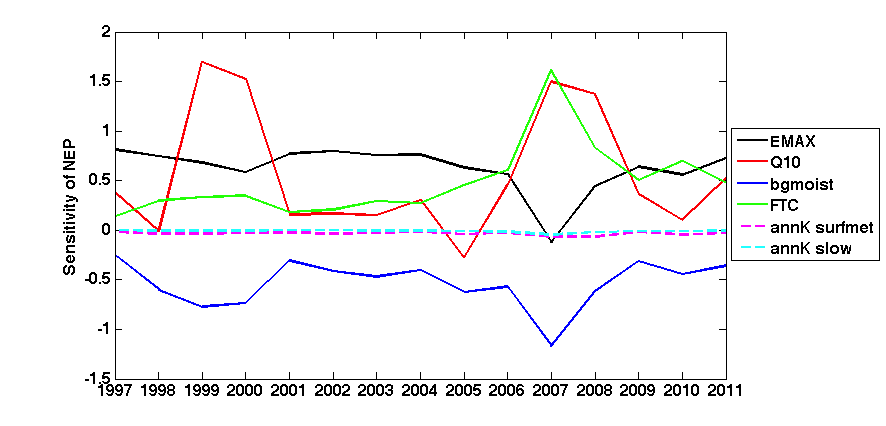 2
1.5
1
0.5
0
-0.5
-1
-1.5
Sensitivity of NEP
1997 1998 1999 2000 2001 2002 2003 2004 2005 2006 2007 2008 2009 2010 2011
EMAX
Q10
bgmoist
FTC
annK surfmet
annK slow